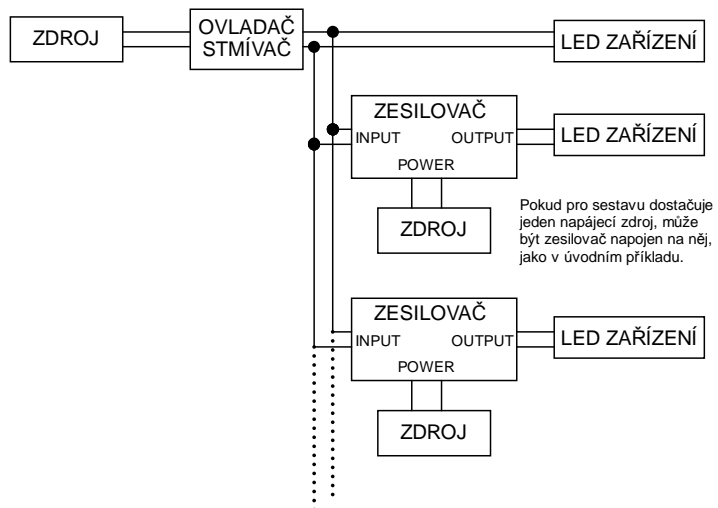 ZDROJ
OVLADAČ
STMÍVAČ
LED ZAŘÍZENÍ
ZESILOVAČ
INPUT
OUTPUT
POWER
LED ZAŘÍZENÍ
ZDROJ
Pokud pro sestavu dostačuje
jeden napájecí zdroj, může
být zesilovač napojen na něj,
jako v úvodním příkladu.
ZESILOVAČ
INPUT
OUTPUT
POWER
LED ZAŘÍZENÍ
ZDROJ